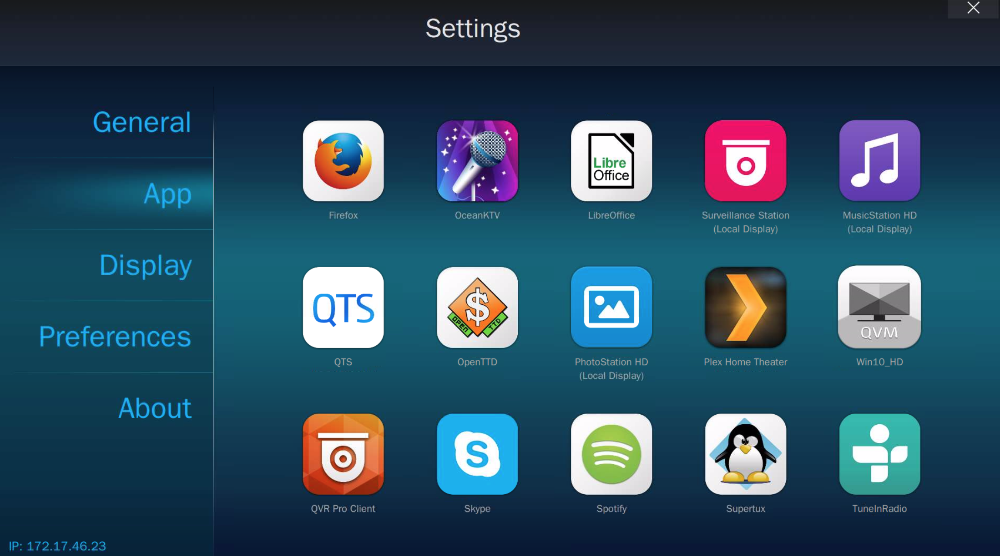 Settings
General
App
Display
Preferences
About
IP: 172.17.46.23
Libre
Office
Firefox
OceanKTV
LibreOffice
Surveillance Station
(Local Display)
MusicStation HD
(Local Display)
QTS
OPEN
TTD
QVM
QTS
OpenTTD
PhotoStation HD
(Local Display)
Plex Home Theater
Win10_HD
S
QVR Pro Client
Skype
Spotify
Supertux
TuneInRadio